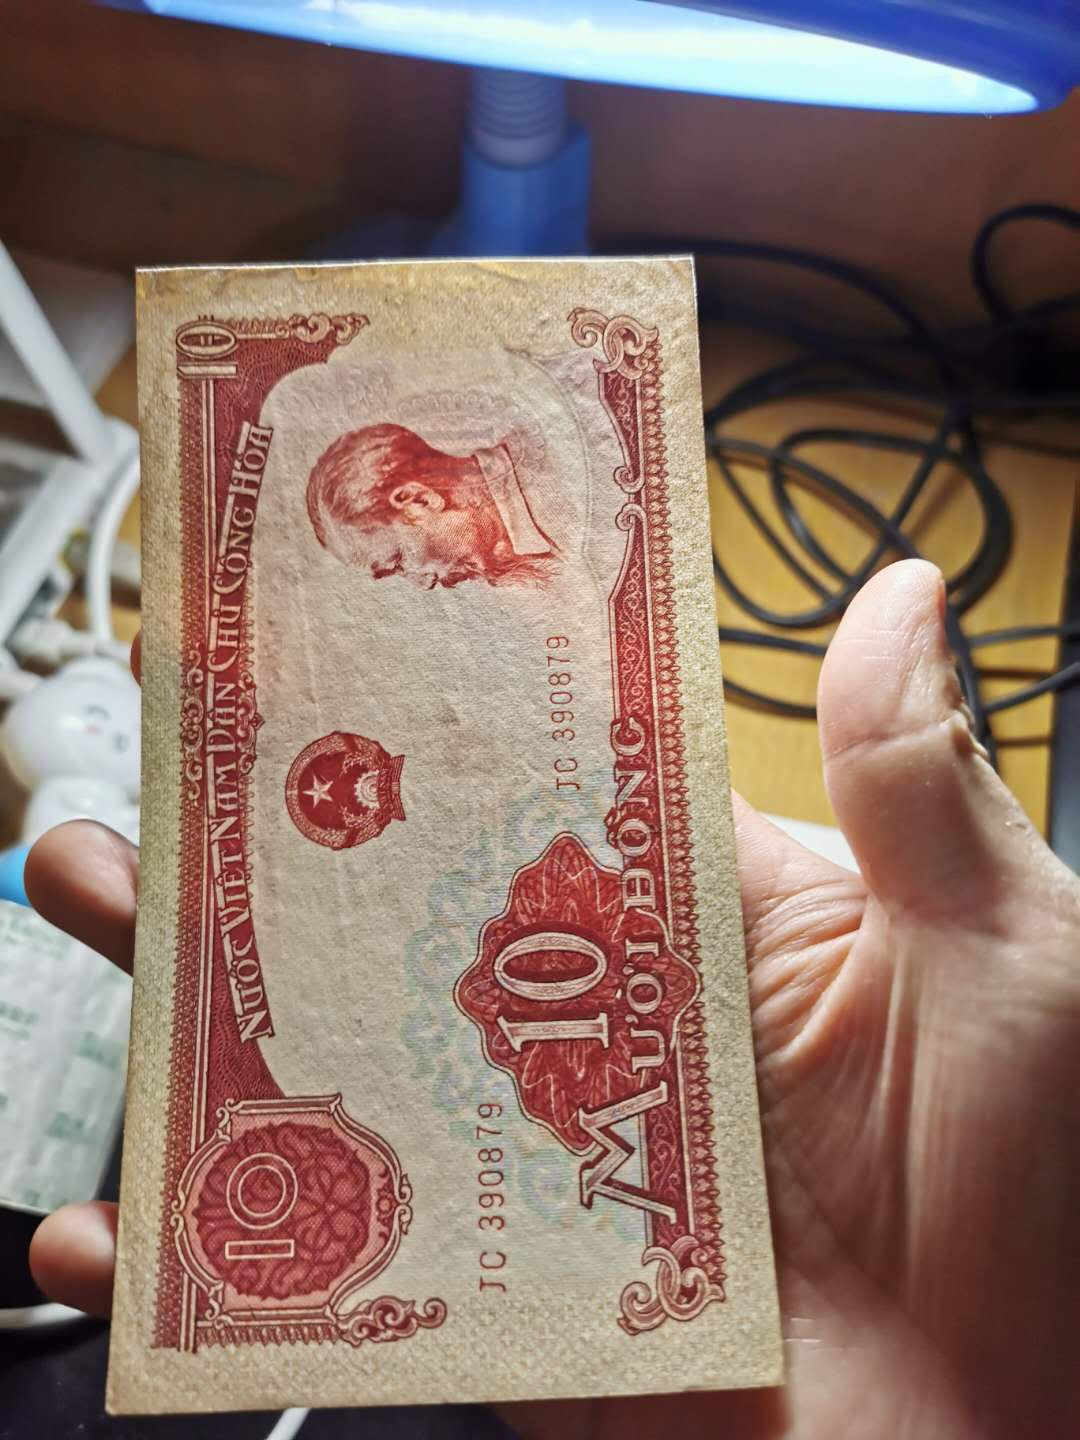 10
NƯỚC VIỆT NAM DÂN CHỦ CỘNG HÒA
10
JC 390879
JC 390879
10
MƯỜI ĐỒNG